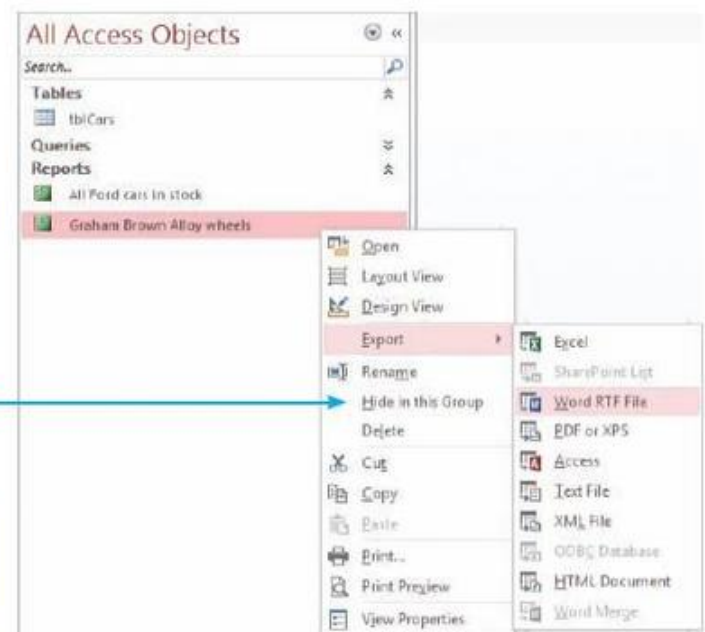 All Access Objects
Search..
Tables
tblCars
Queries
Reports
All Ford cars in stock
Graham Brown Alloy wheels
Open
Layout View
Design View
Export
Rename
Hide in this Group
Delete
Cut
Copy
Paste
Print...
Print Preview
View Properties
Excel
SharePoint List
Word RTF File
PDF or XPS
Access
Text File
XML File
ODBC Database
HTML Document
Word Merge